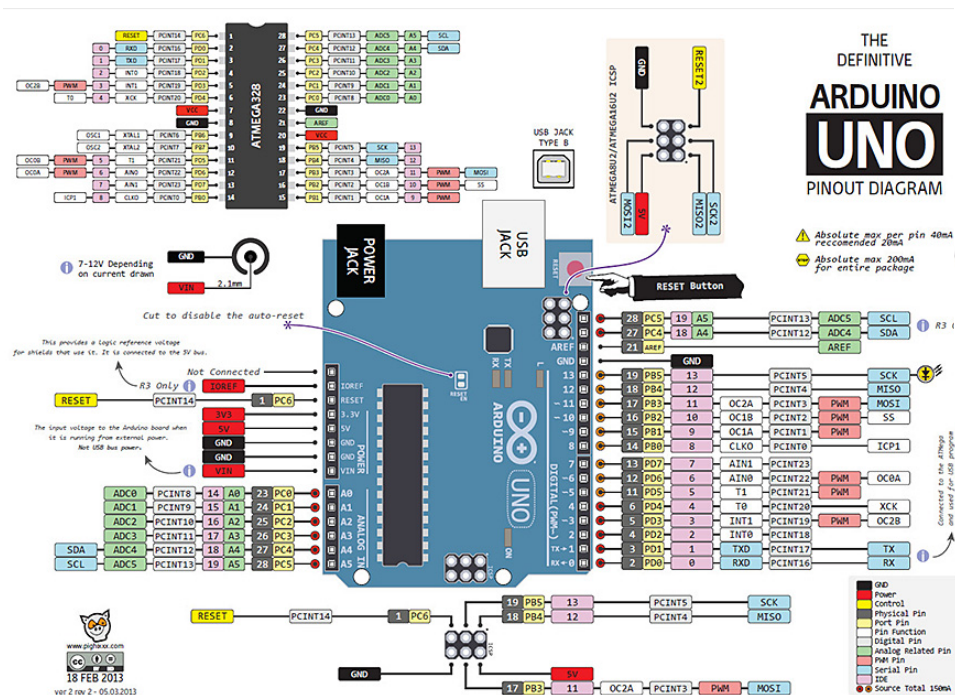 THE
DEFINITIVE
ARDUINO
UNO
PINOUT DIAGRAM
Absolute max per pin 40mA
reccomended 20mA
Absolute max 200mA
for entire package
ATMEGA328
RESET PCINT14 PC6 1
0 RXD PCINT16 PD0 2
1 TXD PCINT17 PD1 3
2 INT0 PCINT18 PD2 4
OC2B PWM 3 INT1 PCINT19 PD3 5
T0 4 XCK PCINT20 PD4 6
VCC 7
GND 8
OSC1 XTAL1 PCINT6 PB6 9
OSC2 XTAL2 PCINT7 PB7 10
OC0B PWM 5 T1 PCINT21 PD5 11
OC0A PWM 6 AIN0 PCINT22 PD6 12
7 AIN1 PCINT23 PD7 13
ICP1 8 CLKO PCINT0 PB0 14
28 PC5 PCINT13 ADC5 A5 SCL
27 PC4 PCINT12 ADC4 A4 SDA
26 PC3 PCINT11 ADC3 A3
25 PC2 PCINT10 ADC2 A2
24 PC1 PCINT9 ADC1 A1
23 PC0 PCINT8 ADC0 A0
22 GND
21 AREF
20 VCC
19 PB5 PCINT5 SCK 13
18 PB4 PCINT4 MISO 12
17 PB3 PCINT3 OC2A 11 PWM MOSI
16 PB2 PCINT2 OC1B 10 PWM SS
15 PB1 PCINT1 OC1A 9 PWM
USB JACK
TYPE B
ATMEGA8U2//ATMEGA16U2 ICSP
GND
RESET2
MOSI2
5V
MISO2
SCK2
7-12V Depending
on current drawn
GND
VIN
2.1mm
POWER
JACK
USB
JACK
RESET
RESET Button
Cut to disable the auto-reset
This provides a logic reference voltage
for shields that use it. It is connected to the 5V bus.
Not Connected
R3 Only
IOREF
RESET PCINT14 1 PC6
3V3
5V
GND
GND
VIN
The input voltage to the Arduino board when
it is running from external power.
Not USB bus power.
ADC0 PCINT8 14 A0 23 PC0
ADC1 PCINT9 15 A1 24 PC1
ADC2 PCINT10 16 A2 25 PC2
ADC3 PCINT11 17 A3 26 PC3
SDA ADC4 PCINT12 18 A4 27 PC4
SCL ADC5 PCINT13 19 A5 28 PC5
IOREF
RESET
3.3V
5V
GND
GND
VIN
POWER
A0
A1
A2
A3
A4
A5
ANALOG IN
RESET
EN
RX
TX
L
ARDUINO
UNO
ON
ICSP
AREF
GND
13
12
~11
~10
~9
8
7
~6
~5
4
~3
2
TX→1
RX←0
DIGITAL(PWM~)
28 PC5 19 A5 PCINT13 ADC5 SCL
27 PC4 18 A4 PCINT12 ADC4 SDA
R3
21 AREF AREF
GND
19 PB5 13 PCINT5 SCK
18 PB4 12 PCINT4 MISO
17 PB3 11 OC2A PCINT3 PWM MOSI
16 PB2 10 OC1B PCINT2 PWM SS
15 PB1 9 OC1A PCINT1 PWM
14 PB0 8 CLKO PCINT0 ICP1
13 PD7 7 AIN1 PCINT23
12 PD6 6 AIN0 PCINT22 PWM OC0A
11 PD5 5 T1 PCINT21 PWM
6 PD4 4 T0 PCINT20 XCK
5 PD3 3 INT1 PCINT19 PWM OC2B
4 PD2 2 INT0 PCINT18
3 PD1 1 TXD PCINT17 TX
2 PD0 0 RXD PCINT16 RX
Connected to the ATMega
and used for USB program
RESET PCINT14 1 PC6
19 PB5 13 PCINT5 SCK
18 PB4 12 PCINT4 MISO
ICSP
GND
5V
17 PB3 11 OC2A PCINT3 PWM MOSI
GND
Power
Control
Physical Pin
Port Pin
Pin Function
Digital Pin
Analog Related Pin
PWM Pin
Serial Pin
IDE
Source Total 150mA
www.pighixxx.com
cc
18 FEB 2013
ver 2 rev 2 - 05.03.2013